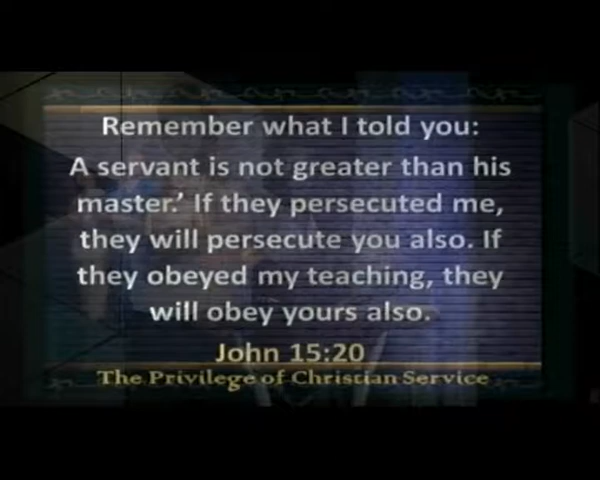 Remember what I told you:
A servant is not greater than his
master.’ If they persecuted me,
they will persecute you also. If
they obeyed my teaching, they
will obey yours also.
John 15:20
The Privilege of Christian Service